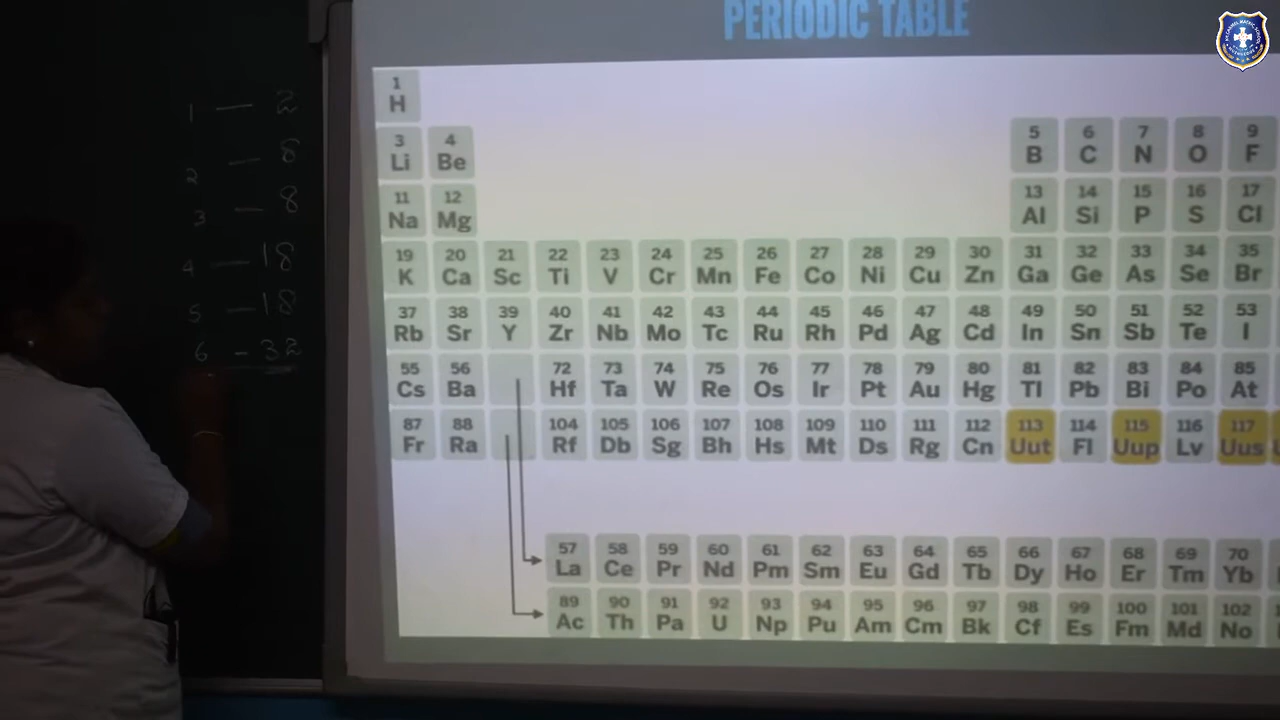 PERIODIC TABLE
1 — 2
2 — 8
3 — 8
4 — 18
5 — 18
6 — 32
1
H
3 4 5 6 7 8 9
Li Be B C N O F
11 12 13 14 15 16 17
Na Mg Al Si P S Cl
19 20 21 22 23 24 25 26 27 28 29 30 31 32 33 34 35
K Ca Sc Ti V Cr Mn Fe Co Ni Cu Zn Ga Ge As Se Br
37 38 39 40 41 42 43 44 45 46 47 48 49 50 51 52 53
Rb Sr Y Zr Nb Mo Tc Ru Rh Pd Ag Cd In Sn Sb Te I
55 56 72 73 74 75 76 77 78 79 80 81 82 83 84 85
Cs Ba Hf Ta W Re Os Ir Pt Au Hg Tl Pb Bi Po At
87 88 104 105 106 107 108 109 110 111 112 113 114 115 116 117
Fr Ra Rf Db Sg Bh Hs Mt Ds Rg Cn Uut Fl Uup Lv Uus
57 58 59 60 61 62 63 64 65 66 67 68 69 70
La Ce Pr Nd Pm Sm Eu Gd Tb Dy Ho Er Tm Yb
89 90 91 92 93 94 95 96 97 98 99 100 101 102
Ac Th Pa U Np Pu Am Cm Bk Cf Es Fm Md No